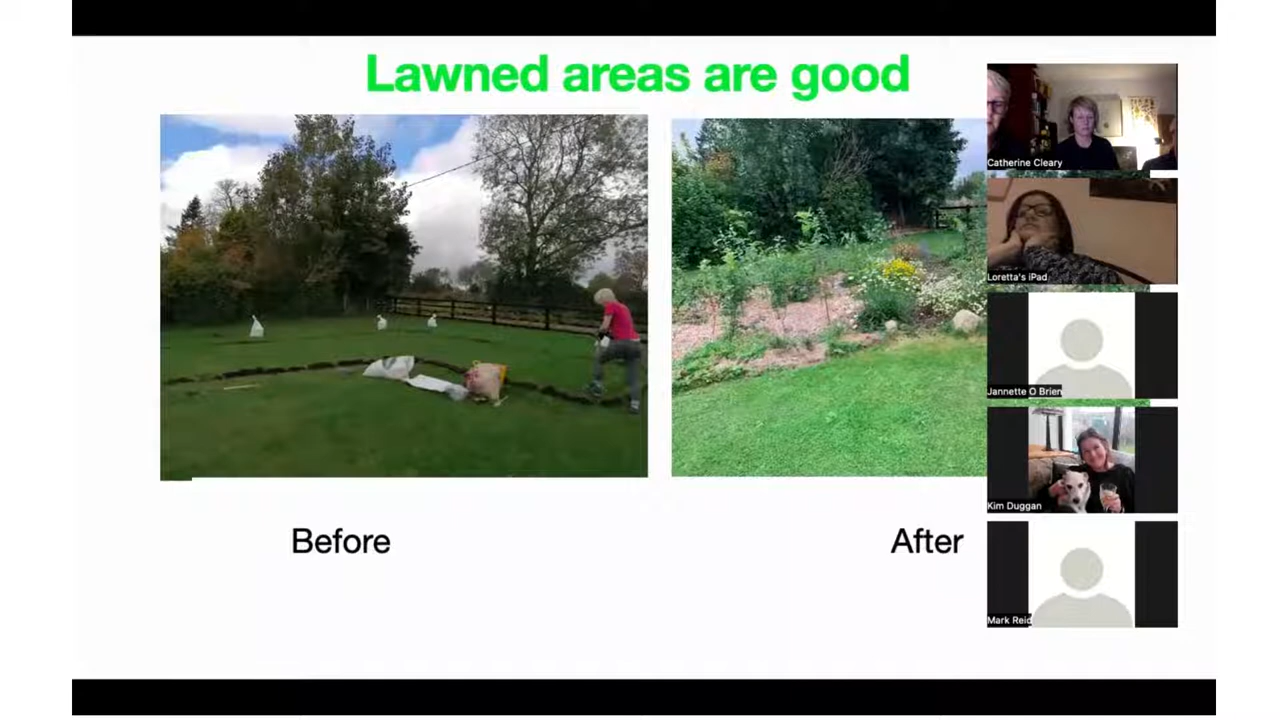 Lawned areas are good
Catherine Cleary
Loretta's iPad
Jannette O Brien
Kim Duggan
Before
After
Mark Reid